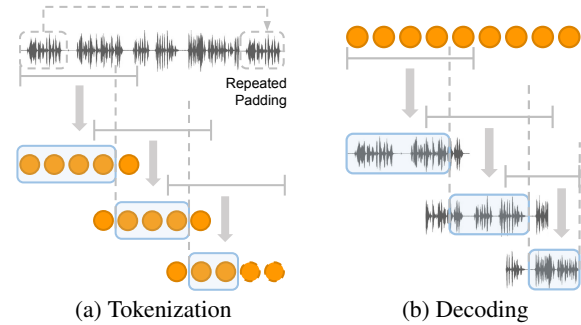 Repeated
Padding
(a) Tokenization
(b) Decoding